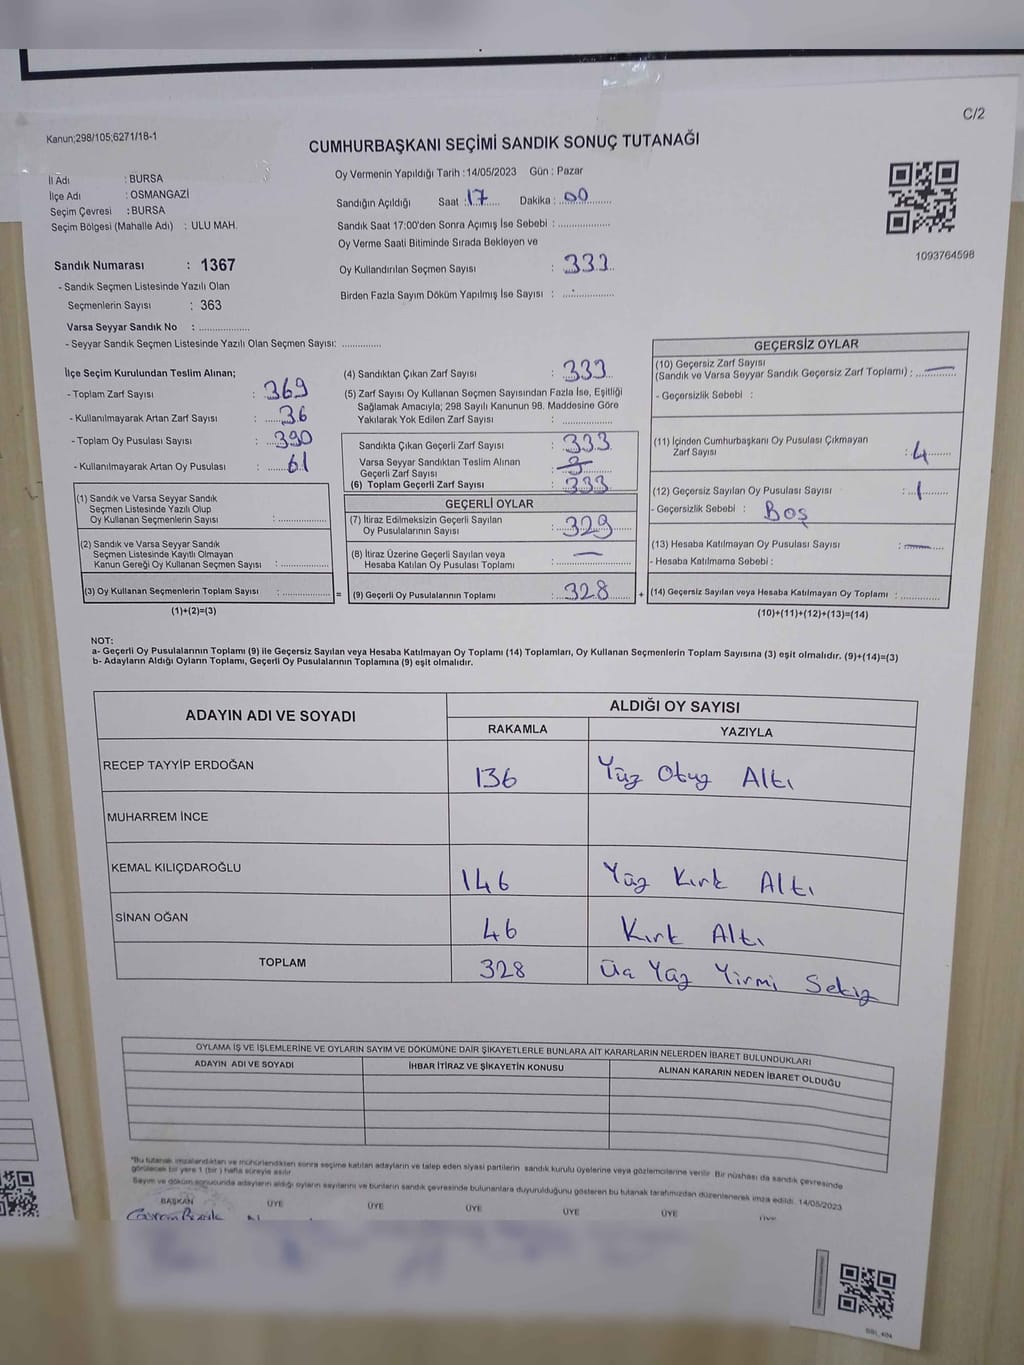 C/2
Kanun;298/105;6271/18-1
CUMHURBAŞKANI SEÇİMİ SANDIK SONUÇ TUTANAĞI
İl Adı : BURSA
İlçe Adı : OSMANGAZİ
Seçim Çevresi : BURSA
Seçim Bölgesi (Mahalle Adı) : ULU MAH.
Oy Vermenin Yapıldığı Tarih :14/05/2023 Gün : Pazar
Sandığın Açıldığı Saat :17 Dakika : 00
Sandık Saat 17:00'den Sonra Açımış İse Sebebi :
Oy Verme Saati Bitiminde Sırada Bekleyen ve
Oy Kullandırılan Seçmen Sayısı : 333
Birden Fazla Sayım Döküm Yapılmış İse Sayısı :
1093764598
Sandık Numarası : 1367
- Sandık Seçmen Listesinde Yazılı Olan
Seçmenlerin Sayısı : 363
Varsa Seyyar Sandık No :
- Seyyar Sandık Seçmen Listesinde Yazılı Olan Seçmen Sayısı:
İlçe Seçim Kurulundan Teslim Alınan;
- Toplam Zarf Sayısı : 369
- Kullanılmayarak Artan Zarf Sayısı : 36
- Toplam Oy Pusulası Sayısı : 390
- Kullanılmayarak Artan Oy Pusulası : 61
(1) Sandık ve Varsa Seyyar Sandık
Seçmen Listesinde Yazılı Olup
Oy Kullanan Seçmenlerin Sayısı :
(2) Sandık ve Varsa Seyyar Sandık
Seçmen Listesinde Kayıtlı Olmayan
Kanun Gereği Oy Kullanan Seçmen Sayısı :
(3) Oy Kullanan Seçmenlerin Toplam Sayısı : =
(1)+(2)=(3)
(4) Sandıktan Çıkan Zarf Sayısı : 333
(5) Zarf Sayısı Oy Kullanan Seçmen Sayısından Fazla İse, Eşitliği
Sağlamak Amacıyla; 298 Sayılı Kanunun 98. Maddesine Göre
Yakılarak Yok Edilen Zarf Sayısı :
Sandıkta Çıkan Geçerli Zarf Sayısı : 333
Varsa Seyyar Sandıktan Teslim Alınan
Geçerli Zarf Sayısı :
(6) Toplam Geçerli Zarf Sayısı : 333
GEÇERLİ OYLAR
(7) İtiraz Edilmeksizin Geçerli Sayılan
Oy Pusulalarının Sayısı : 329
(8) İtiraz Üzerine Geçerli Sayılan veya
Hesaba Katılan Oy Pusulası Toplamı : —
(9) Geçerli Oy Pusulalarının Toplamı : 328 +
GEÇERSİZ OYLAR
(10) Geçersiz Zarf Sayısı
(Sandık ve Varsa Seyyar Sandık Geçersiz Zarf Toplamı) : —
- Geçersizlik Sebebi :
(11) İçinden Cumhurbaşkanı Oy Pusulası Çıkmayan
Zarf Sayısı : 4
(12) Geçersiz Sayılan Oy Pusulası Sayısı : 1
- Geçersizlik Sebebi : Boş
(13) Hesaba Katılmayan Oy Pusulası Sayısı : —
- Hesaba Katılmama Sebebi :
(14) Geçersiz Sayılan veya Hesaba Katılmayan Oy Toplamı :
(10)+(11)+(12)+(13)=(14)
NOT:
a- Geçerli Oy Pusulalarının Toplamı (9) ile Geçersiz Sayılan veya Hesaba Katılmayan Oy Toplamı (14) Toplamları, Oy Kullanan Seçmenlerin Toplam Sayısına (3) eşit olmalıdır. (9)+(14)=(3)
b- Adayların Aldığı Oyların Toplamı, Geçerli Oy Pusulalarının Toplamına (9) eşit olmalıdır.
ADAYIN ADI VE SOYADI
ALDIĞI OY SAYISI
RAKAMLA YAZIYLA
RECEP TAYYİP ERDOĞAN 136 Yüz Otuz Altı
MUHARREM İNCE
KEMAL KILIÇDAROĞLU 146 Yüz Kırk Altı
SİNAN OĞAN 46 Kırk Altı
TOPLAM 328 Üç Yüz Yirmi Sekiz
OYLAMA İŞ VE İŞLEMLERİNE VE OYLARIN SAYIM VE DÖKÜMÜNE DAİR ŞİKAYETLERLE BUNLARA AİT KARARLARIN NELERDEN İBARET BULUNDUKLARI
ADAYIN ADI VE SOYADI İHBAR İTİRAZ VE ŞİKAYETİN KONUSU ALINAN KARARIN NEDEN İBARET OLDUĞU
*Bu tutanak imzalandıktan ve mühürlendikten sonra seçime katılan adayların ve talep eden siyasi partilerin sandık kurulu üyelerine veya gözlemcilerine verilir. Bir nüshası da sandık çevresinde
görülecek bir yere 1 (bir) hafta süreyle asılır.
Sayım ve döküm sonucunda adayların aldığı oyların sayılarını ve bunların sandık çevresinde bulunanlara duyurulduğunu gösteren bu tutanak tarafımızdan düzenlenerek imza edildi. 14/05/2023
BAŞKAN ÜYE ÜYE ÜYE ÜYE ÜYE